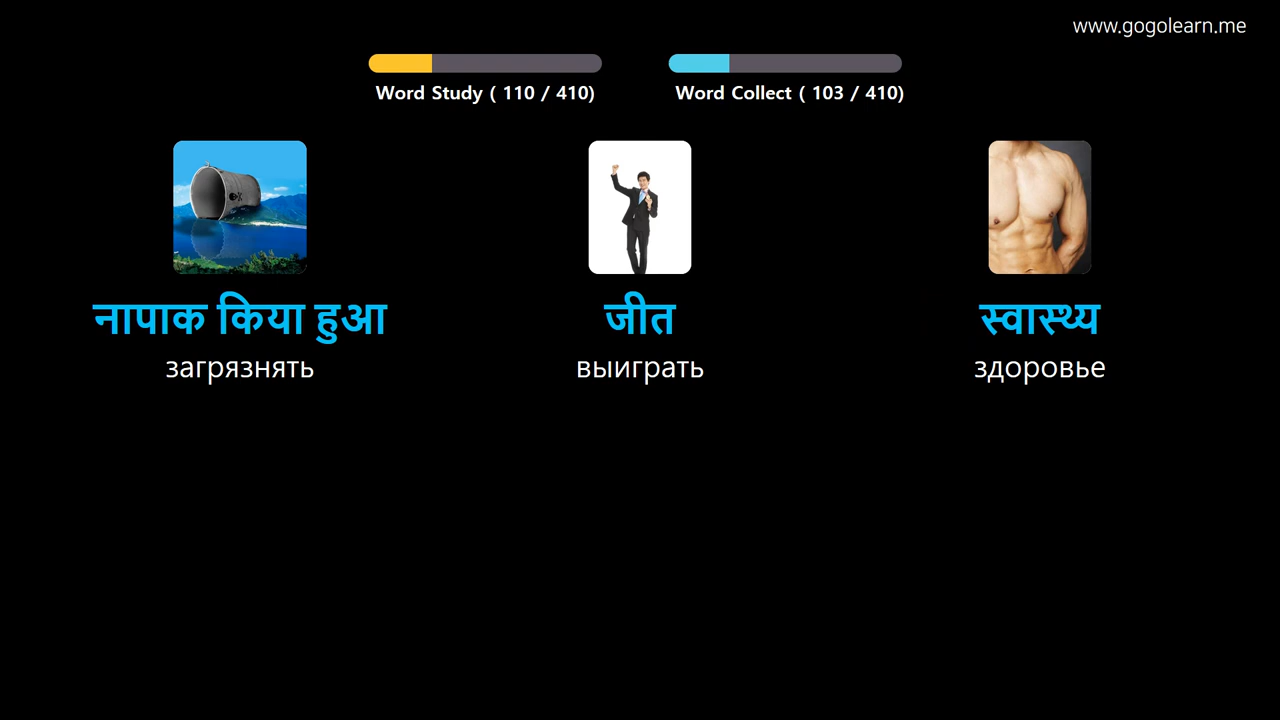 www.gogolearn.me
Word Study ( 110 / 410)
Word Collect ( 103 / 410)
नापाक किया हुआ
जीत
स्वास्थ्य
загрязнять
выиграть
здоровье